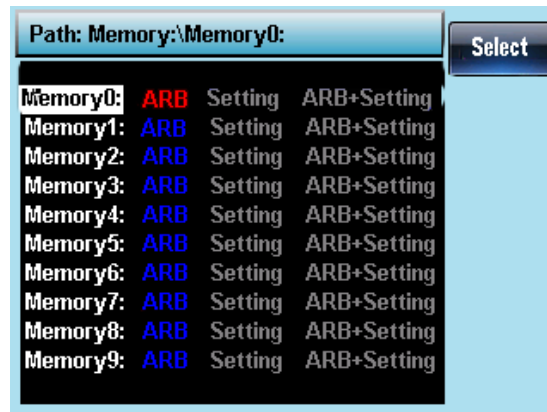 Path: Memory:\Memory0:
Select
Memory0: ARB Setting ARB+Setting
Memory1: ARB Setting ARB+Setting
Memory2: ARB Setting ARB+Setting
Memory3: ARB Setting ARB+Setting
Memory4: ARB Setting ARB+Setting
Memory5: ARB Setting ARB+Setting
Memory6: ARB Setting ARB+Setting
Memory7: ARB Setting ARB+Setting
Memory8: ARB Setting ARB+Setting
Memory9: ARB Setting ARB+Setting